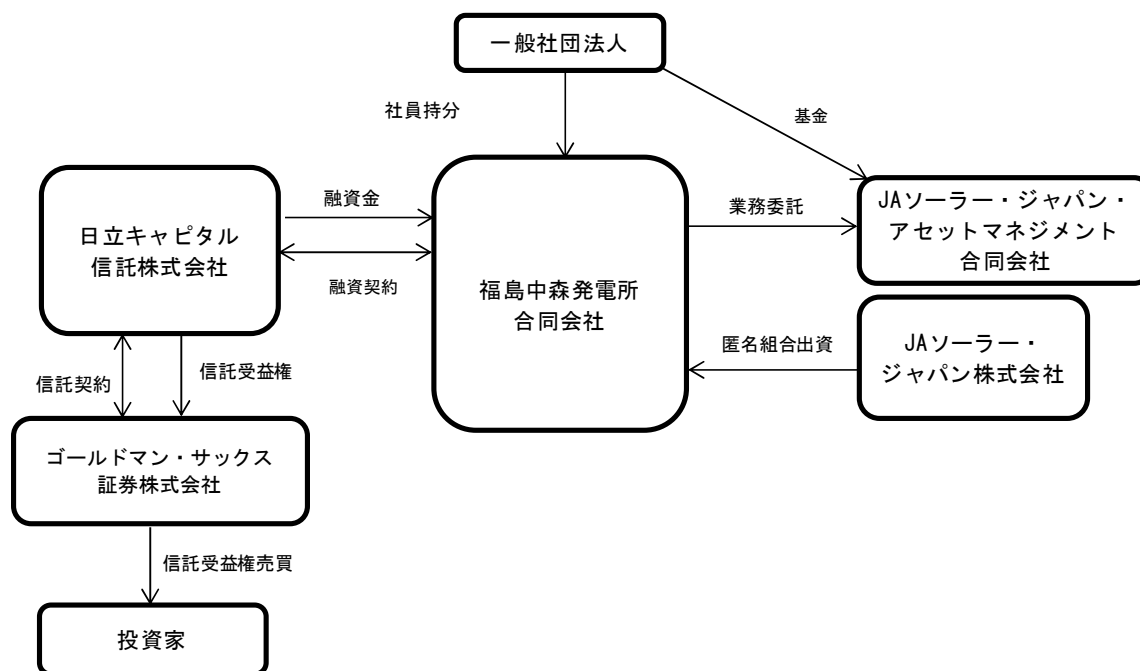 一般社団法人
社員持分
基金
日立キャピタル
信託株式会社
融資金
融資契約
福島中森発電所
合同会社
業務委託
JAソーラー・ジャパン・
アセットマネジメント
合同会社
匿名組合出資
JAソーラー・
ジャパン株式会社
信託契約
信託受益権
ゴールドマン・サックス
証券株式会社
信託受益権売買
投資家